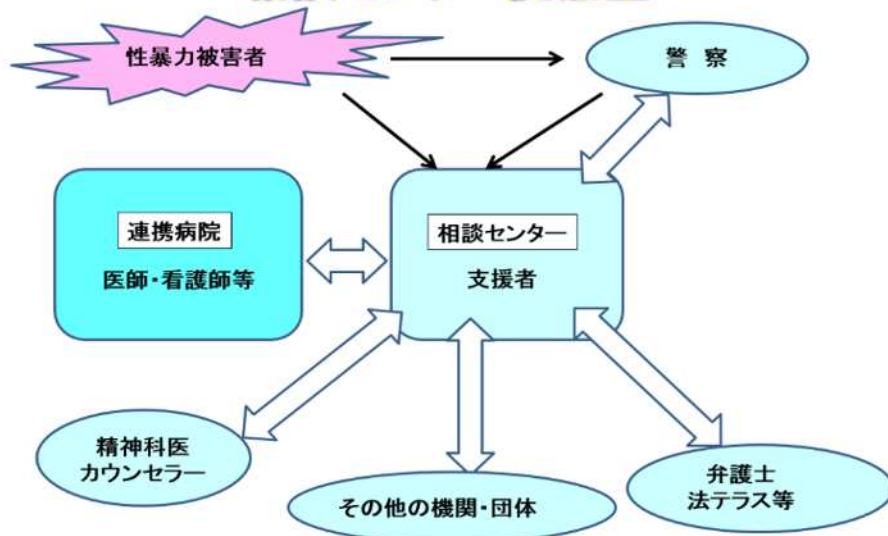 性暴力被害者
警 察
連携病院
医師・看護師等
相談センター
支援者
精神科医
カウンセラー
その他の機関・団体
弁護士
法テラス等